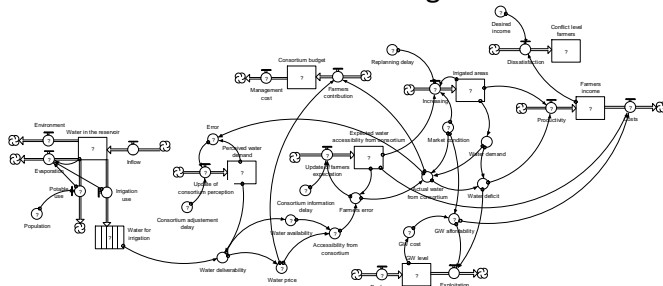 Desired
income
Conflict level
farmers
Dissatisfaction
Consortium budget
Replanning delay
Irrigated areas
Management
cost
Farmers
contribution
Increasing
Farmers
income
Productivity
Costs
Environment
Water in the reservoir
Error
Perceived water
demand
Expected water
accessibility from consortium
Market condition
Water demand
Inflow
Evaporation
Update of
consortium perception
Update of farmers
expectation
Potable
use
Irrigation
use
Actual water
from consortium
Water deficit
Consortium information
delay
Farmers error
Population
Consortium adjustement
delay
Water availability
GW affordability
Water for
irrigation
Accessibility from
consortium
GW cost
Water deliverability
GW level
Water price
Exploitation